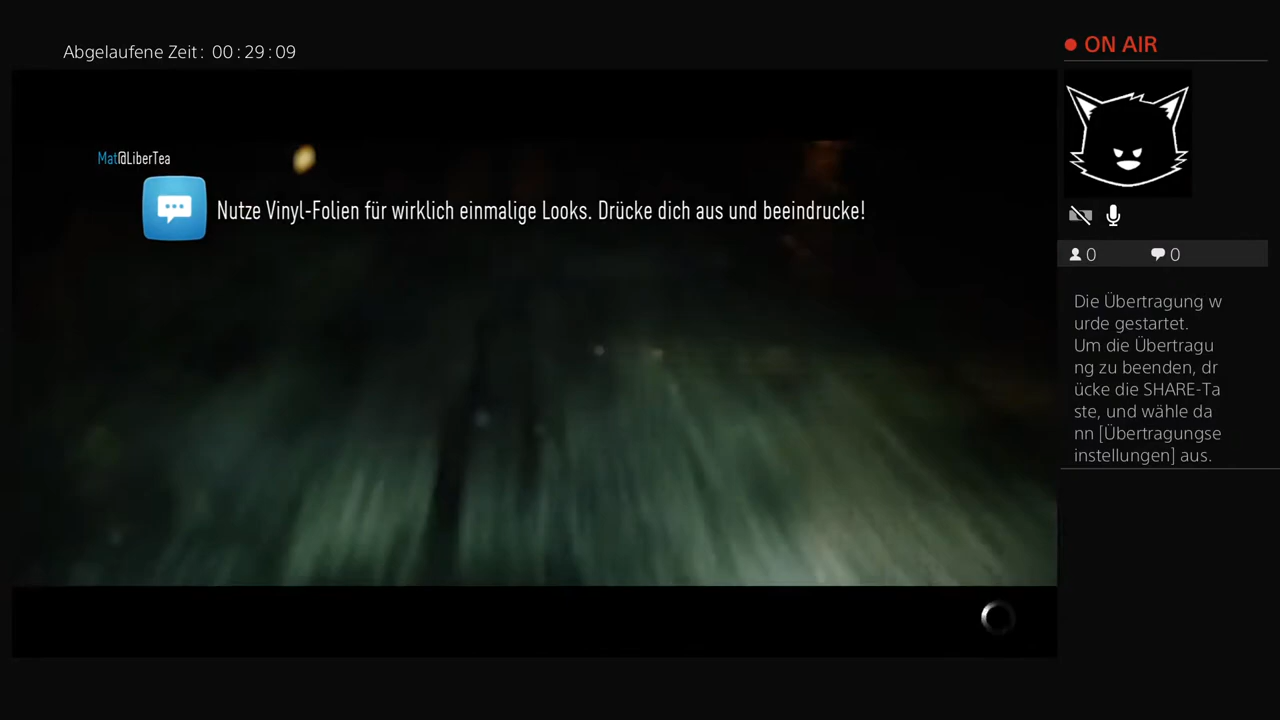 Abgelaufene Zeit: 00:29:09
ON AIR
Mat@LiberTea
Nutze Vinyl-Folien für wirklich einmalige Looks. Drücke dich aus und beeindrucke!
0 0
Die Übertragung w
urde gestartet.
Um die Übertragu
ng zu beenden, dr
ücke die SHARE-Ta
ste, und wähle da
nn [Übertragungse
instellungen] aus.